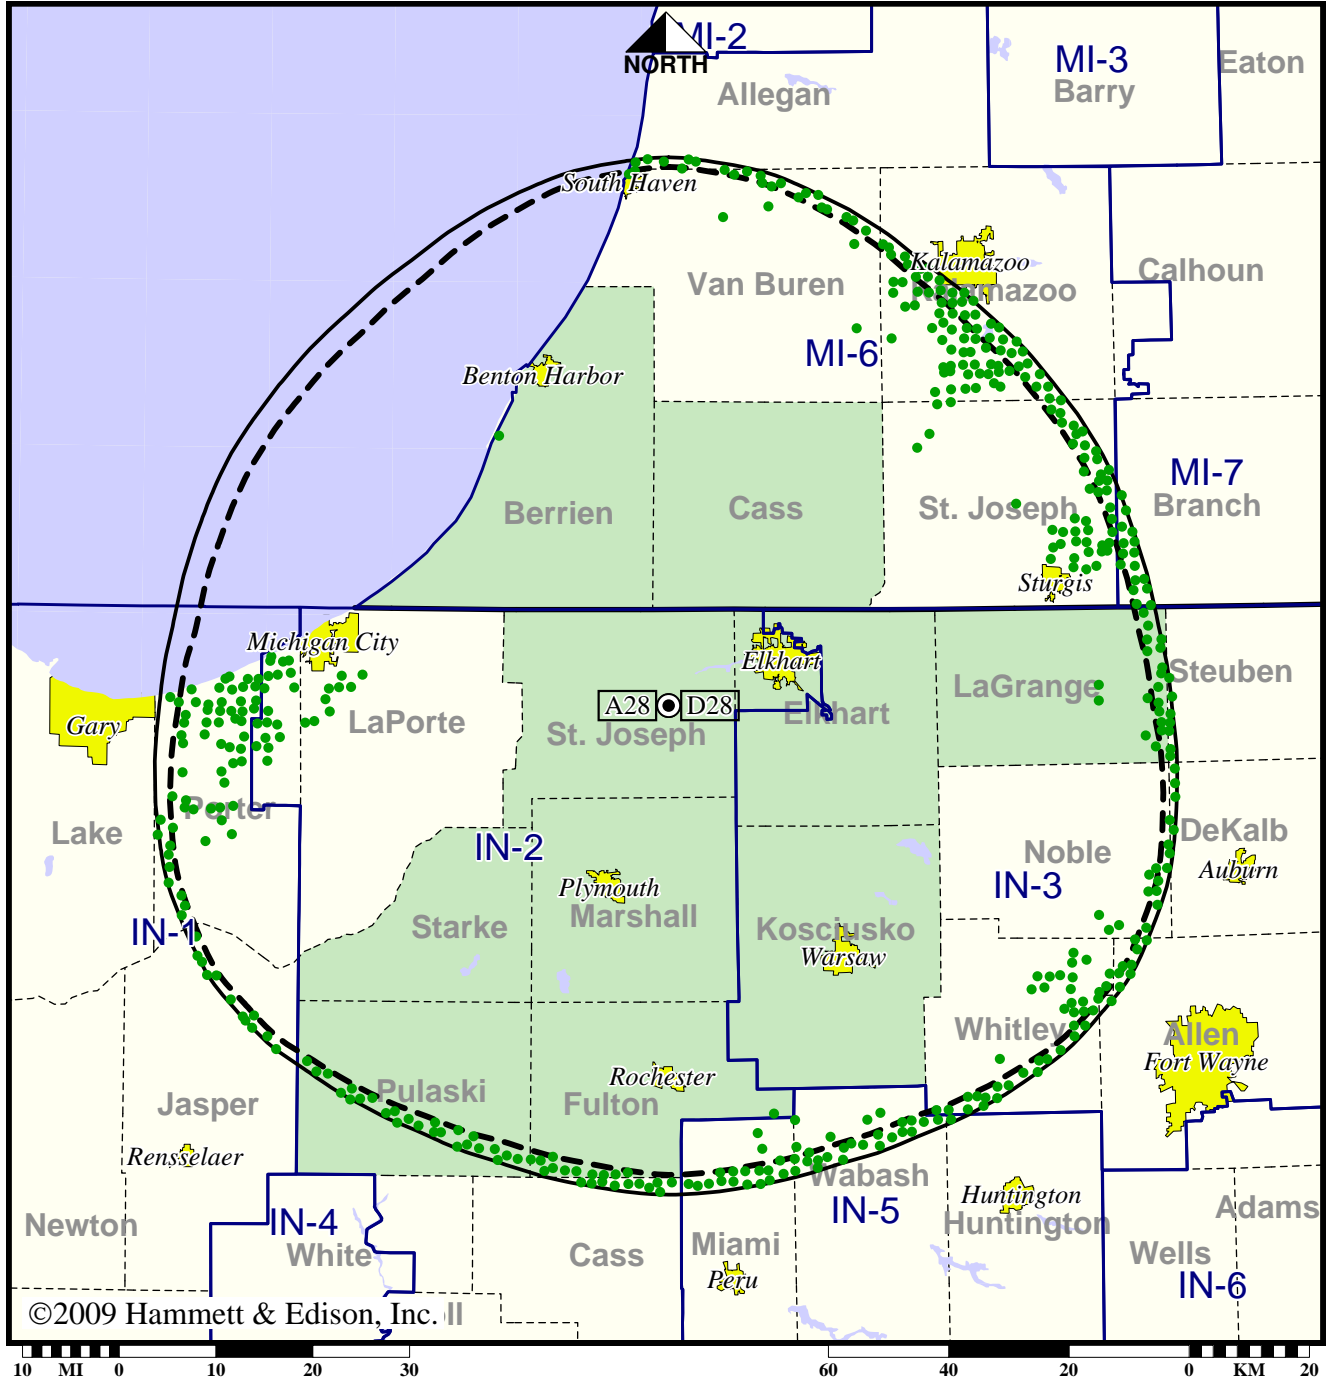 MI-2
NORTH
MI-3
Eaton
Allegan
Barry
South Haven
Kalamazoo
Van Buren
Kalamazoo
Calhoun
MI-6
Benton Harbor
MI-7
Berrien
Cass
St. Joseph
Branch
Sturgis
Michigan City
Elkhart
LaGrange
Steuben
Gary
LaPorte
A28
D28
Elkhart
St. Joseph
Porter
Lake
IN-2
Noble
DeKalb
Auburn
Plymouth
IN-3
Marshall
Starke
Kosciusko
IN-1
Warsaw
Whitley
Allen
Fort Wayne
Rochester
Pulaski
Fulton
Jasper
Rensselaer
Wabash
Huntington
IN-5
IN-4
Newton
Huntington
Adams
White
Cass
Miami
Wells
Peru
IN-6
©2009 Hammett & Edison, Inc.
ll
10 MI 0 10 20 30
60 40 20 0 KM 20